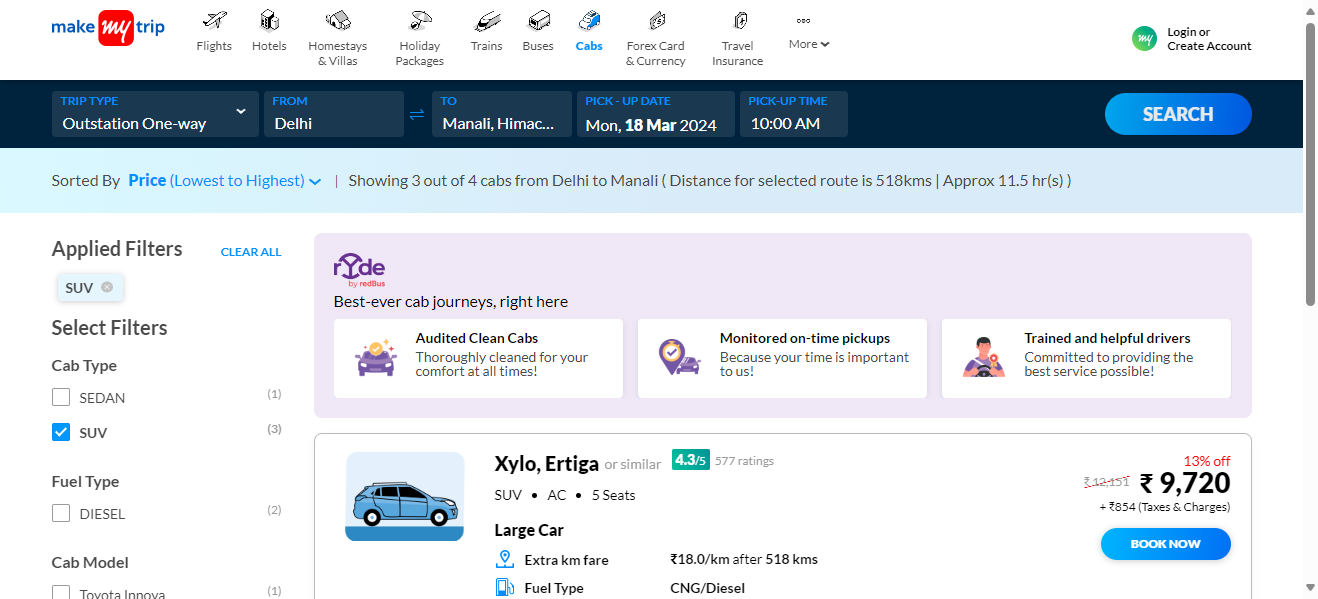 make my trip
Flights
Hotels
Homestays
& Villas
Holiday
Packages
Trains
Buses
Cabs
Forex Card
& Currency
Travel
Insurance
More
my
Login or
Create Account
TRIP TYPE
Outstation One-way
FROM
Delhi
TO
Manali, Himac...
PICK - UP DATE
Mon, 18 Mar 2024
PICK-UP TIME
10:00 AM
SEARCH
Sorted By Price (Lowest to Highest) | Showing 3 out of 4 cabs from Delhi to Manali ( Distance for selected route is 518kms | Approx 11.5 hr(s) )
Applied Filters
CLEAR ALL
SUV
Select Filters
Cab Type
SEDAN (1)
SUV (3)
Fuel Type
DIESEL (2)
Cab Model
Toyota Innova (1)
ryde
by redBus
Best-ever cab journeys, right here
Audited Clean Cabs
Thoroughly cleaned for your
comfort at all times!
Monitored on-time pickups
Because your time is important
to us!
Trained and helpful drivers
Committed to providing the
best service possible!
Xylo, Ertiga or similar 4.3/5 577 ratings
SUV • AC • 5 Seats
Large Car
Extra km fare ₹18.0/km after 518 kms
Fuel Type CNG/Diesel
13% off
₹ 12,151 ₹ 9,720
+ ₹854 (Taxes & Charges)
BOOK NOW